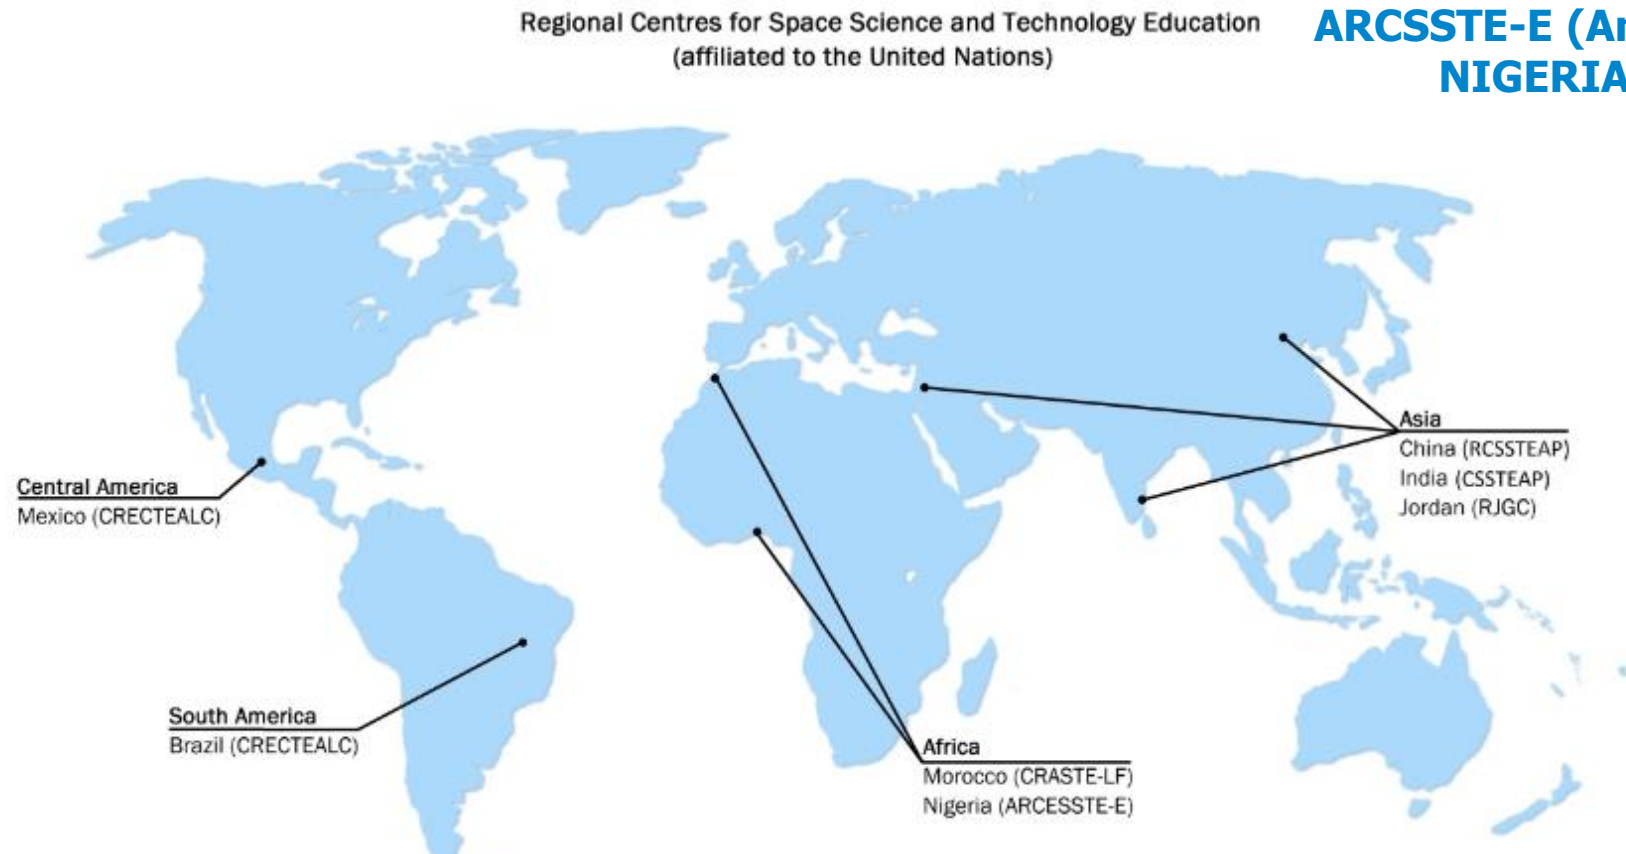 Regional Centres for Space Science and Technology Education
(affiliated to the United Nations)
ARCSSTE-E (
NIGERIA
Central America
Mexico (CRECTEALC)
South America
Brazil (CRECTEALC)
Africa
Morocco (CRASTE-LF)
Nigeria (ARCESSTE-E)
Asia
China (RCSSTEAP)
India (CSSTEAP)
Jordan (RJGC)